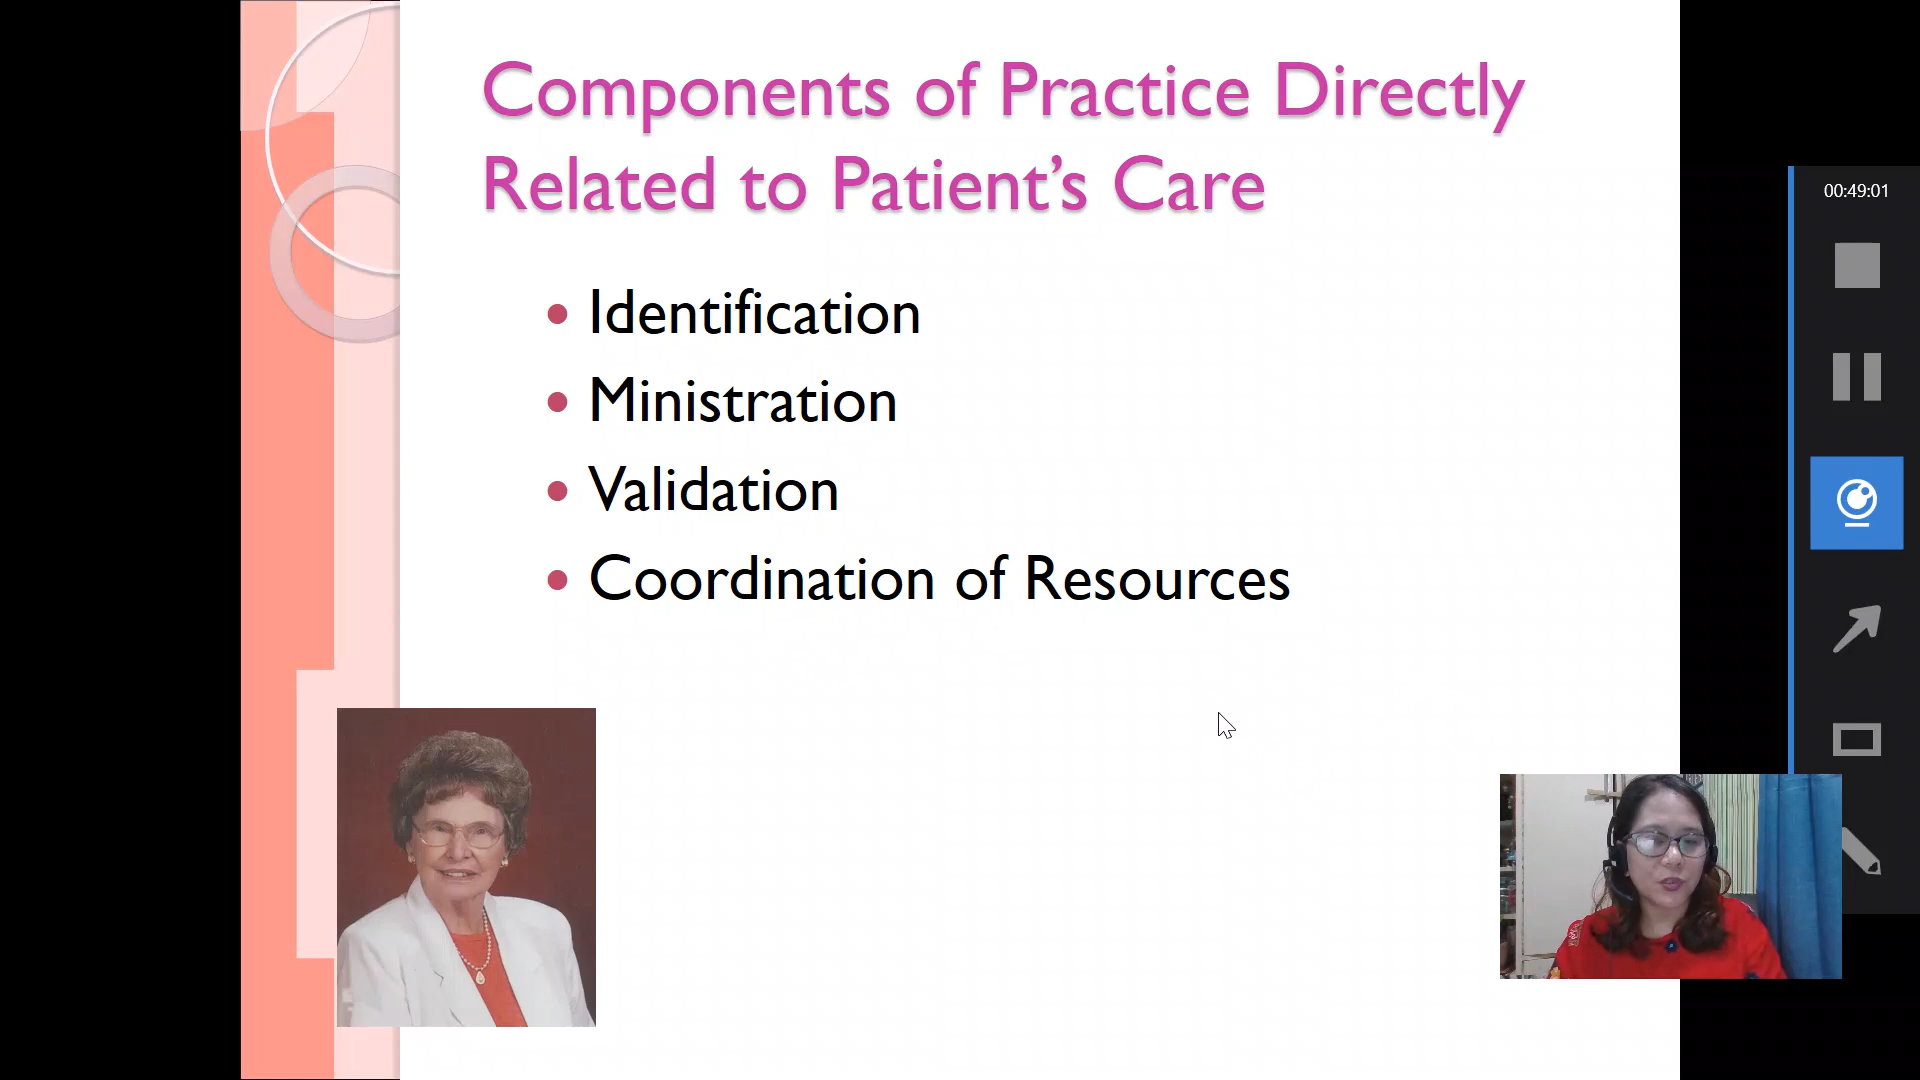 Components of Practice Directly
Related to Patient's Care
• Identification
• Ministration
• Validation
• Coordination of Resources
00:49:01